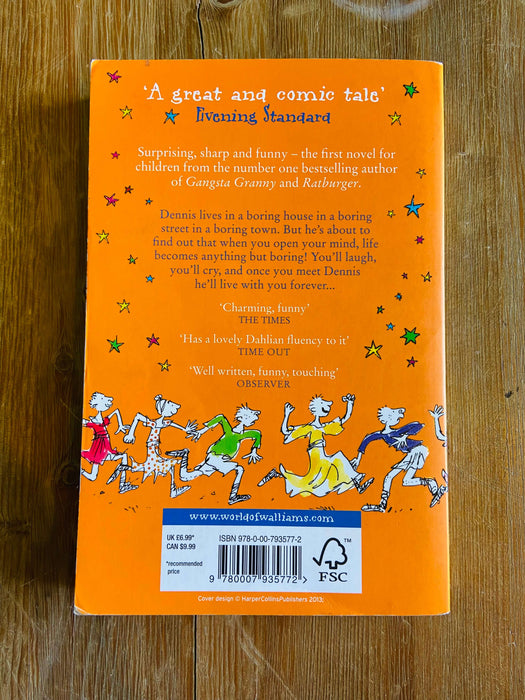 ‘A great and comic tale’
Evening Standard
Surprising, sharp and funny – the first novel for
children from the number one bestselling author
of Gangsta Granny and Ratburger.
Dennis lives in a boring house in a boring
street in a boring town. But he’s about to
find out that when you open your mind, life
becomes anything but boring! You’ll laugh,
you’ll cry, and once you meet Dennis
he’ll live with you forever...
‘Charming, funny’
THE TIMES
‘Has a lovely Dahlian fluency to it’
TIME OUT
‘Well written, funny, touching’
OBSERVER
www.worldofwalliams.com
UK £6.99*
CAN $9.99
*recommended
price
ISBN 978-0-00-793577-2
9 780007 935772 >
FSC
Cover design © HarperCollinsPublishers 2013;